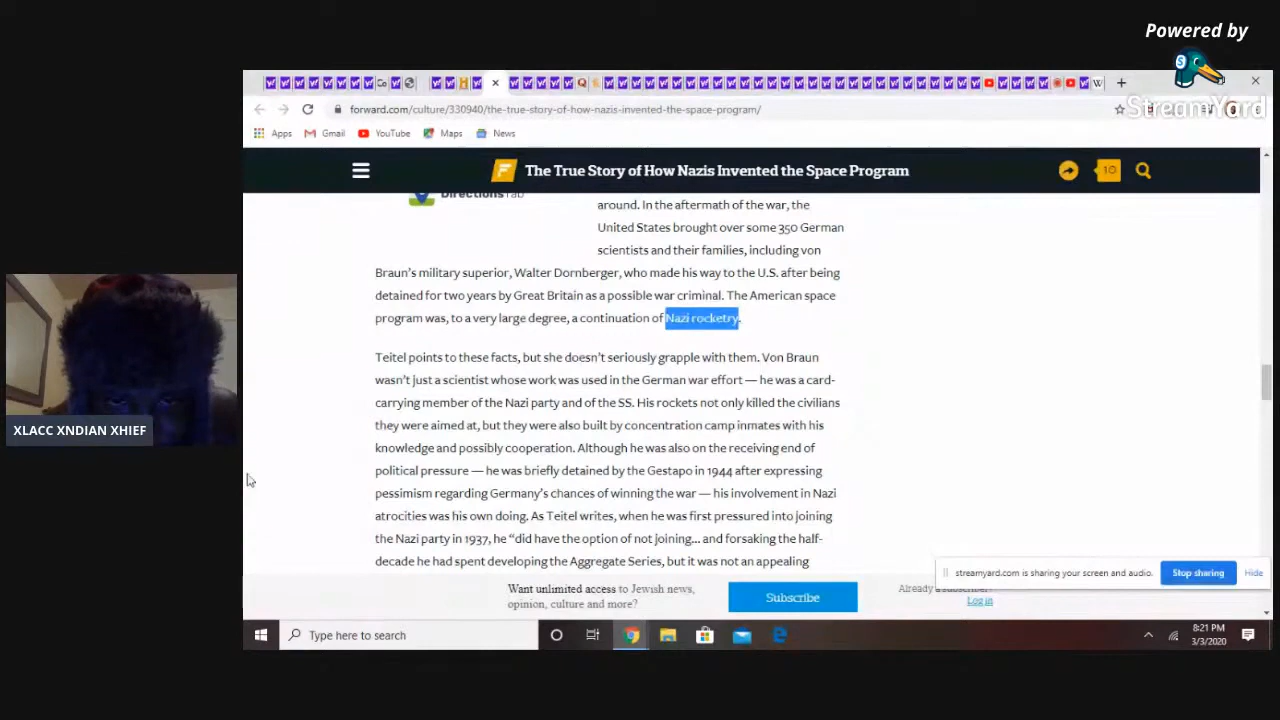 Powered by
StreamYard
forward.com/culture/330940/the-true-story-of-how-nazis-invented-the-space-program/
Apps Gmail YouTube Maps News
The True Story of How Nazis Invented the Space Program
10
around. In the aftermath of the war, the
United States brought over some 350 German
scientists and their families, including von
Braun's military superior, Walter Dornberger, who made his way to the U.S. after being
detained for two years by Great Britain as a possible war criminal. The American space
program was, to a very large degree, a continuation of Nazi rocketry.
Teitel points to these facts, but she doesn't seriously grapple with them. Von Braun
wasn't just a scientist whose work was used in the German war effort — he was a card-
carrying member of the Nazi party and of the SS. His rockets not only killed the civilians
they were aimed at, but they were also built by concentration camp inmates with his
knowledge and possibly cooperation. Although he was also on the receiving end of
political pressure — he was briefly detained by the Gestapo in 1944 after expressing
pessimism regarding Germany's chances of winning the war — his involvement in Nazi
atrocities was his own doing. As Teitel writes, when he was first pressured into joining
the Nazi party in 1937, he “did have the option of not joining... and forsaking the half-
decade he had spent developing the Aggregate Series, but it was not an appealing
XLACC XNDIAN XHIEF
streamyard.com is sharing your screen and audio. Stop sharing Hide
Want unlimited access to Jewish news,
opinion, culture and more?
Subscribe
Log in
Type here to search
8:21 PM
3/3/2020